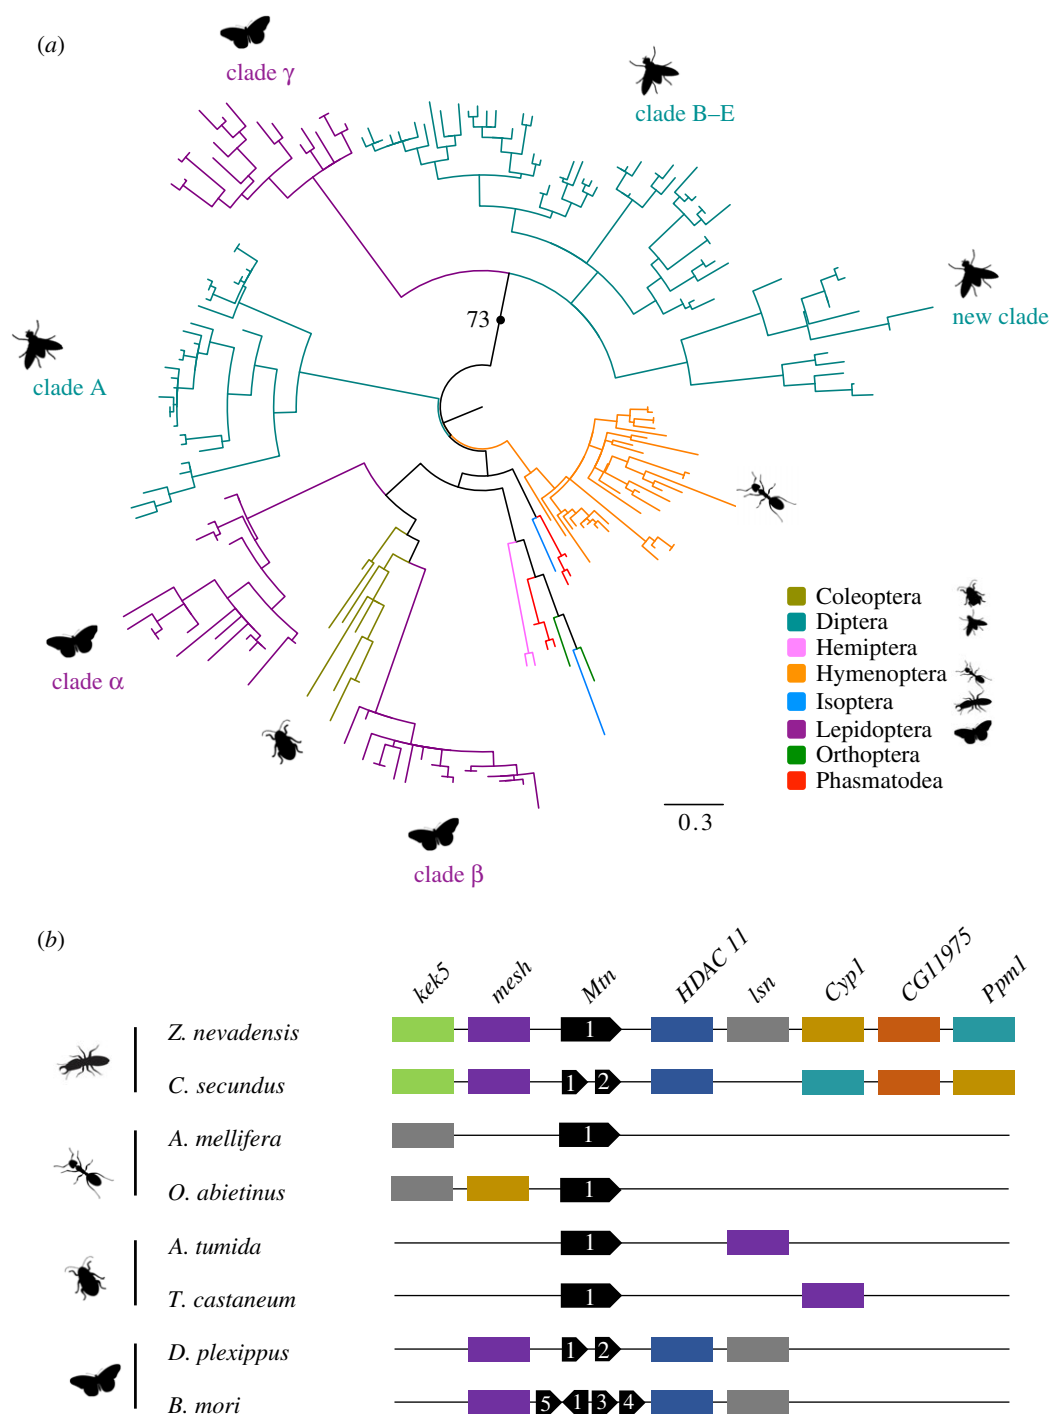 (a)
clade γ
clade B–E
73
new clade
clade A
Coleoptera
Diptera
Hemiptera
Hymenoptera
Isoptera
Lepidoptera
Orthoptera
Phasmatodea
clade α
0.3
clade β
(b)
kek5 mesh Mtn HDAC 11 lsn Cyp1 CG11975 Ppm1
Z. nevadensis 1
C. secundus 1 2
A. mellifera 1
O. abietinus 1
A. tumida 1
T. castaneum 1
D. plexippus 1 2
B. mori 5 1 3 4